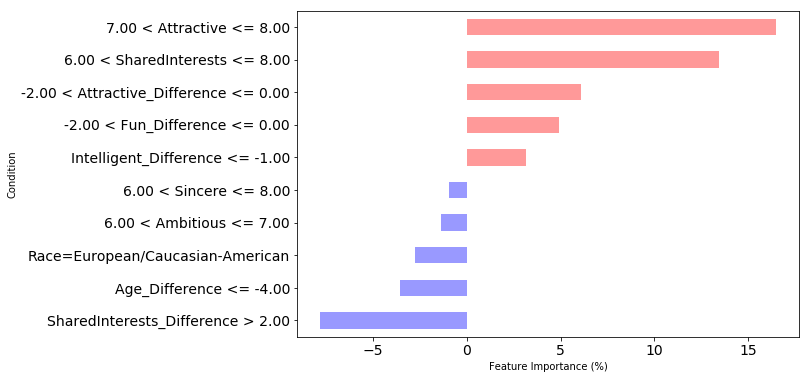 7.00 < Attractive <= 8.00
6.00 < SharedInterests <= 8.00
-2.00 < Attractive_Difference <= 0.00
-2.00 < Fun_Difference <= 0.00
Intelligent_Difference <= -1.00
6.00 < Sincere <= 8.00
6.00 < Ambitious <= 7.00
Race=European/Caucasian-American
Age_Difference <= -4.00
SharedInterests_Difference > 2.00
Condition
−5 0 5 10 15
Feature Importance (%)